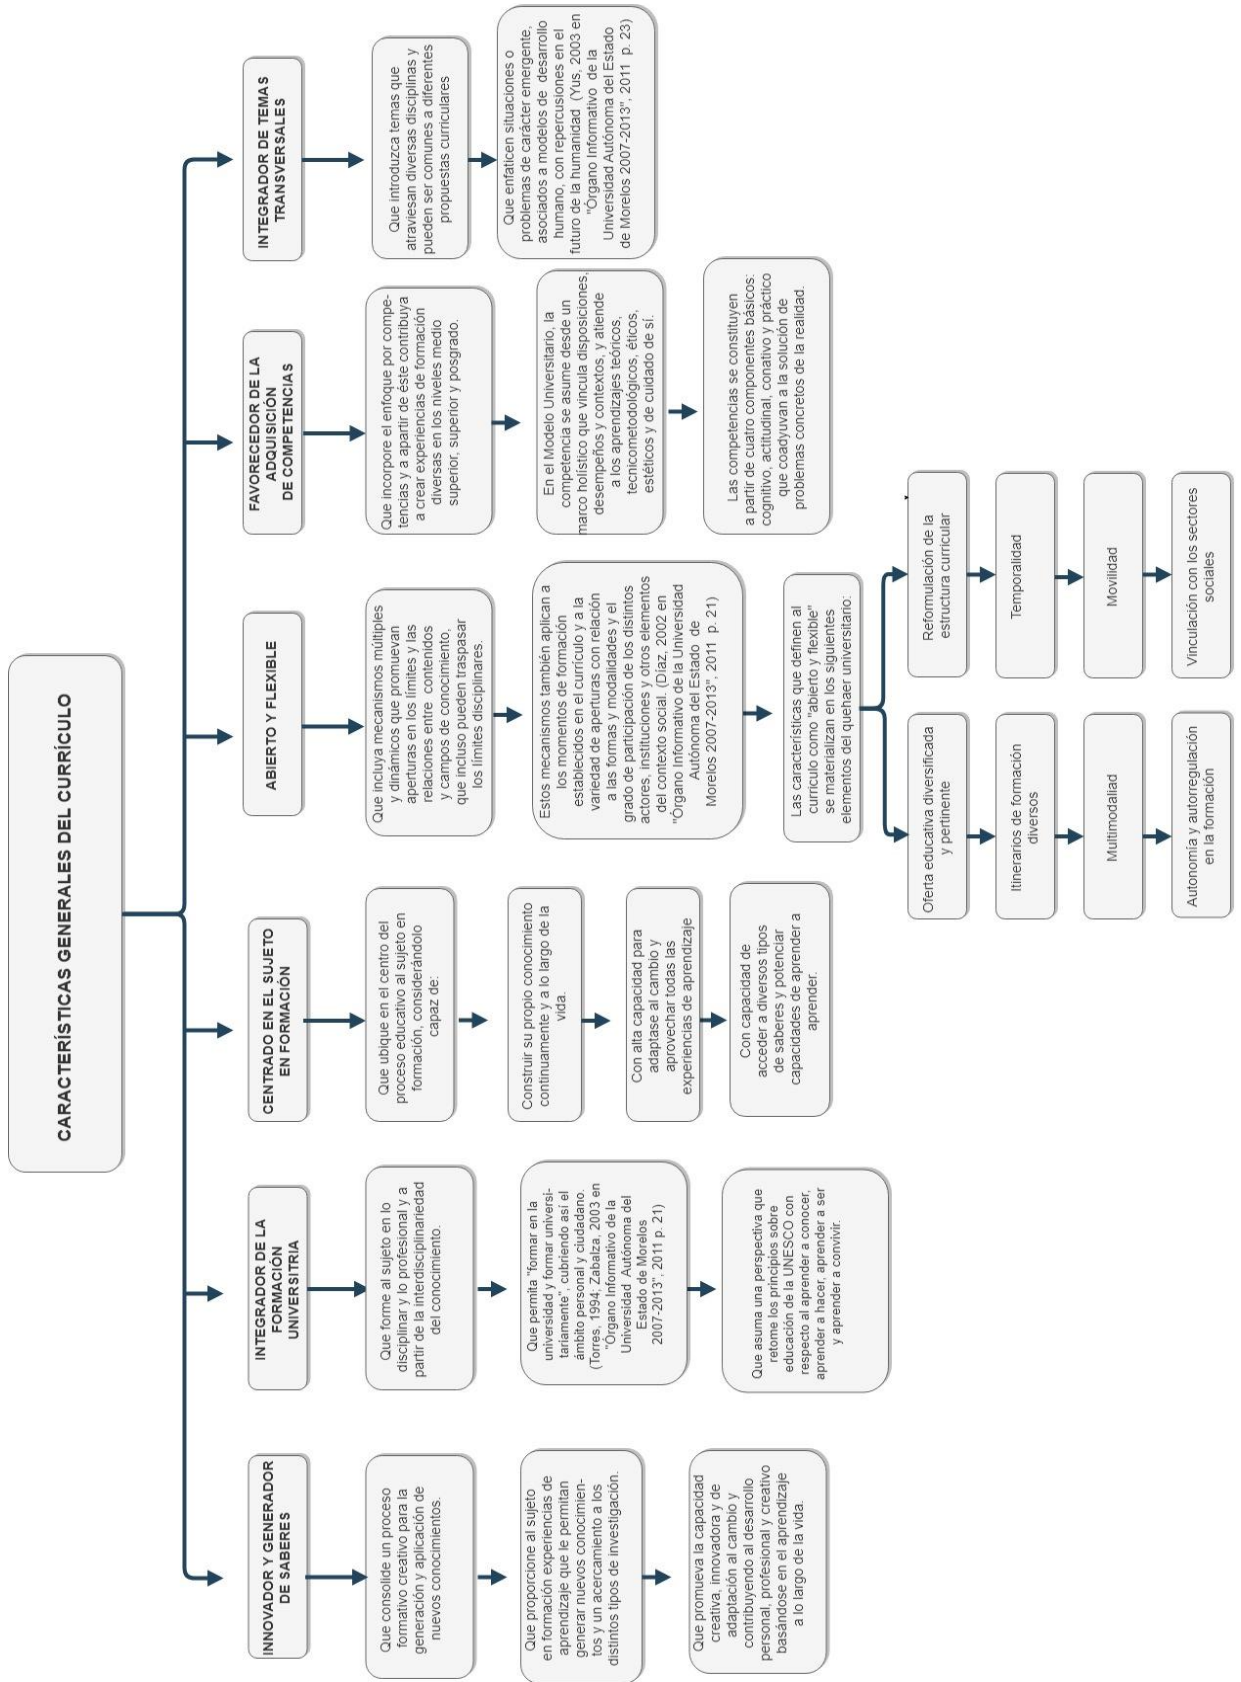 CARACTERÍSTICAS GENERALES DEL CURRÍCULO
INNOVADOR Y GENERADOR
DE SABERES
Que consolide un proceso
formativo creativo para la
generación y aplicación de
nuevos conocimientos.
Que proporcione al sujeto
en formación experiencias de
aprendizaje que le permitan
generar nuevos conocimien-
tos y un acercamiento a los
distintos tipos de investigación.
Que promueva la capacidad
creativa, innovadora y de
adaptación al cambio y
contribuyendo al desarrollo
personal, profesional y creativo
basándose en el aprendizaje
a lo largo de la vida.
INTEGRADOR DE LA
FORMACIÓN
UNIVERSITRIA
Que forme al sujeto en lo
disciplinar y lo profesional y a
partir de la interdisciplinariedad
del conocimiento.
Que permita "formar en la
universidad y formar universi-
tariamente", cubriendo así el
ámbito personal y ciudadano.
(Torres, 1994; Zabalza, 2003 en
"Órgano Informativo de la
Universidad Autónoma del
Estado de Morelos
2007-2013", 2011 p. 21)
Que asuma una perspectiva que
retome los principios sobre
educación de la UNESCO con
respecto al aprender a conocer,
aprender a hacer, aprender a ser
y aprender a convivir.
CENTRADO EN EL SUJETO
EN FORMACIÓN
Que ubique en el centro del
proceso educativo al sujeto en
formación, considerándolo
capaz de:
Construir su propio conocimiento
continuamente y a lo largo de la
vida.
Con alta capacidad para
adaptase al cambio y
aprovechar todas las
experiencias de aprendizaje
Con capacidad de
acceder a diversos tipos
de saberes y potenciar
capacidades de aprender a
aprender.
ABIERTO Y FLEXIBLE
Que incluya mecanismos múltiples
y dinámicos que promuevan
aperturas en los límites y las
relaciones entre contenidos
y campos de conocimiento,
que incluso pueden traspasar
los límites disciplinares.
Estos mecanismos también aplican a
los momentos de formación
establecidos en el currículo y a la
variedad de aperturas con relación
a las formas y modalidades y el
grado de participación de los distintos
actores, instituciones y otros elementos
del contexto social. (Díaz, 2002 en
"Órgano Informativo de la Universidad
Autónoma del Estado de
Morelos 2007-2013", 2011 p. 21)
Las características que definen al
currículo como "abierto y flexible"
se materializan en los siguientes
elementos del quehaer universitario:
Oferta educativa diversificada
y pertinente
Itinerarios de formación
diversos
Multimodaliad
Autonomía y autorregulación
en la formación
Reformulación de la
estructura curricular
Temporalidad
Movilidad
Vinculación con los sectores
sociales
FAVORECEDOR DE LA
ADQUISICIÓN
DE COMPETENCIAS
Que incorpore el enfoque por compe-
tencias y a apartir de éste contribuya
a crear experiencias de formación
diversas en los niveles medio
superior, superior y posgrado.
En el Modelo Universitario, la
competencia se asume desde un
marco holístico que vincula disposiciones,
desempeños y contextos, y atiende
a los aprendizajes teóricos,
tecnicometodológicos, éticos,
estéticos y de cuidado de sí.
Las competencias se constituyen
a partir de cuatro componentes básicos:
cognitivo, actitudinal, conativo y práctico
que coadyuvan a la solución de
problemas concretos de la realidad.
INTEGRADOR DE TEMAS
TRANSVERSALES
Que introduzca temas que
atraviesan diversas disciplinas y
pueden ser comunes a diferentes
propuestas curriculares
Que enfaticen situaciones o
problemas de carácter emergente,
asociados a modelos de desarrollo
humano, con repercusiones en el
futuro de la humanidad (Yus, 2003 en
"Órgano Informativo de la
Universidad Autónoma del Estado
de Morelos 2007-2013", 2011 p. 23)